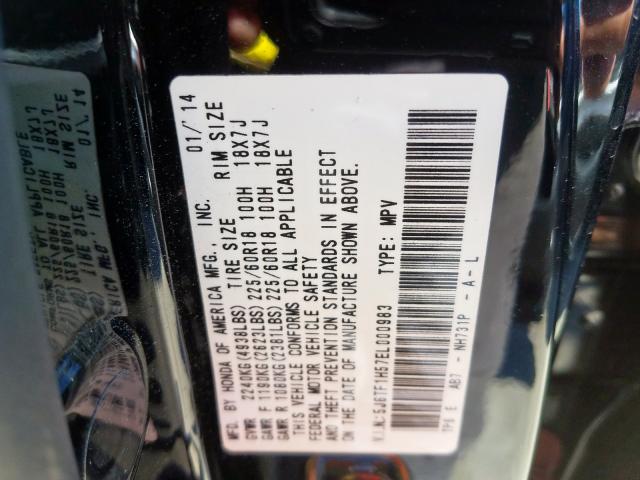 MFD. BY HONDA OF AMERICA MFG., INC. 01/'14
GVWR 2240KG(4938LBS) TIRE SIZE RIM SIZE
GAWR F 1190KG(2623LBS) 225/60R18 100H 18X7J
GAWR R 1080KG(2381LBS) 225/60R18 100H 18X7J
THIS VEHICLE CONFORMS TO ALL APPLICABLE
FEDERAL MOTOR VEHICLE SAFETY
AND THEFT PREVENTION STANDARDS IN EFFECT
ON THE DATE OF MANUFACTURE SHOWN ABOVE.
V.I.N.: 5J6TF1H57EL000983 TYPE: MPV
TP6 E AB7 - NH731P - A - L